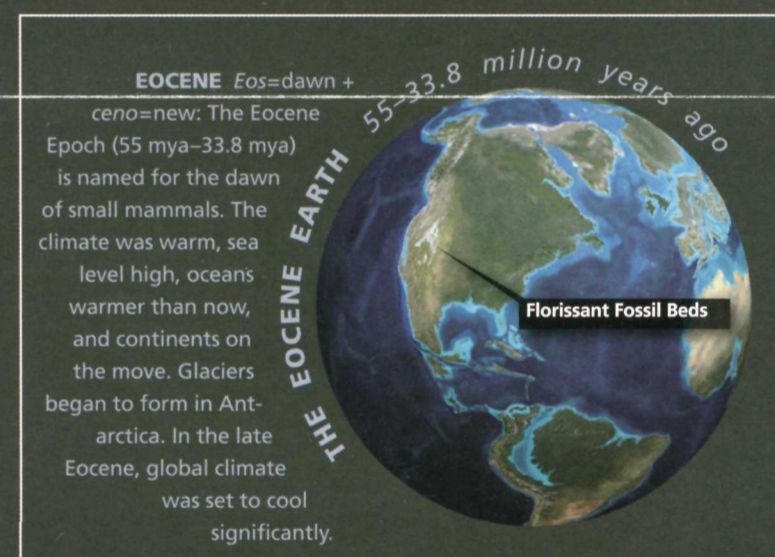 EOCENE Eos=dawn +
ceno=new: The Eocene
Epoch (55 mya–33.8 mya)
is named for the dawn
of small mammals. The
climate was warm, sea
level high, oceans
warmer than now,
and continents on
the move. Glaciers
began to form in Ant-
arctica. In the late
Eocene, global climate
was set to cool
significantly.
THE EOCENE EARTH 55–33.8 million years ago
Florissant Fossil Beds